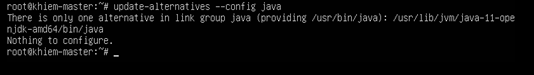 root@khiem-master:~# update-alternatives --config java
There is only one alternative in link group java (providing /usr/bin/java): /usr/lib/jvm/java-11-ope
njdk-amd64/bin/java
Nothing to configure.
root@khiem-master:~# _